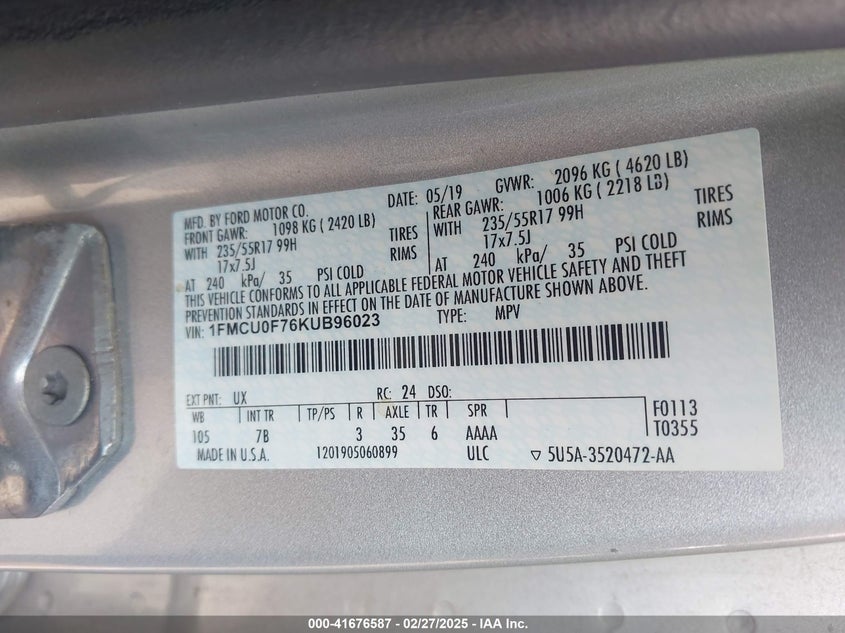 MFD. BY FORD MOTOR CO. DATE: 05/19 GVWR: 2096 KG ( 4620 LB)
FRONT GAWR: 1098 KG ( 2420 LB) REAR GAWR: 1006 KG ( 2218 LB)
WITH 235/55R17 99H TIRES WITH 235/55R17 99H TIRES
17x7.5J RIMS 17x7.5J RIMS
AT 240 kPa/ 35 PSI COLD AT 240 kPa/ 35 PSI COLD
THIS VEHICLE CONFORMS TO ALL APPLICABLE FEDERAL MOTOR VEHICLE SAFETY AND THEFT
PREVENTION STANDARDS IN EFFECT ON THE DATE OF MANUFACTURE SHOWN ABOVE.
VIN: 1FMCU0F76KUB96023 TYPE: MPV
EXT PNT: UX RC: 24 DSO:
WB INT TR TP/PS R AXLE TR SPR F0113
105 7B 3 35 6 AAAA T0355
MADE IN U.S.A. 1201905060899 ULC ▽ 5U5A-3520472-AA
000-41676587 - 02/27/2025 - IAA Inc.